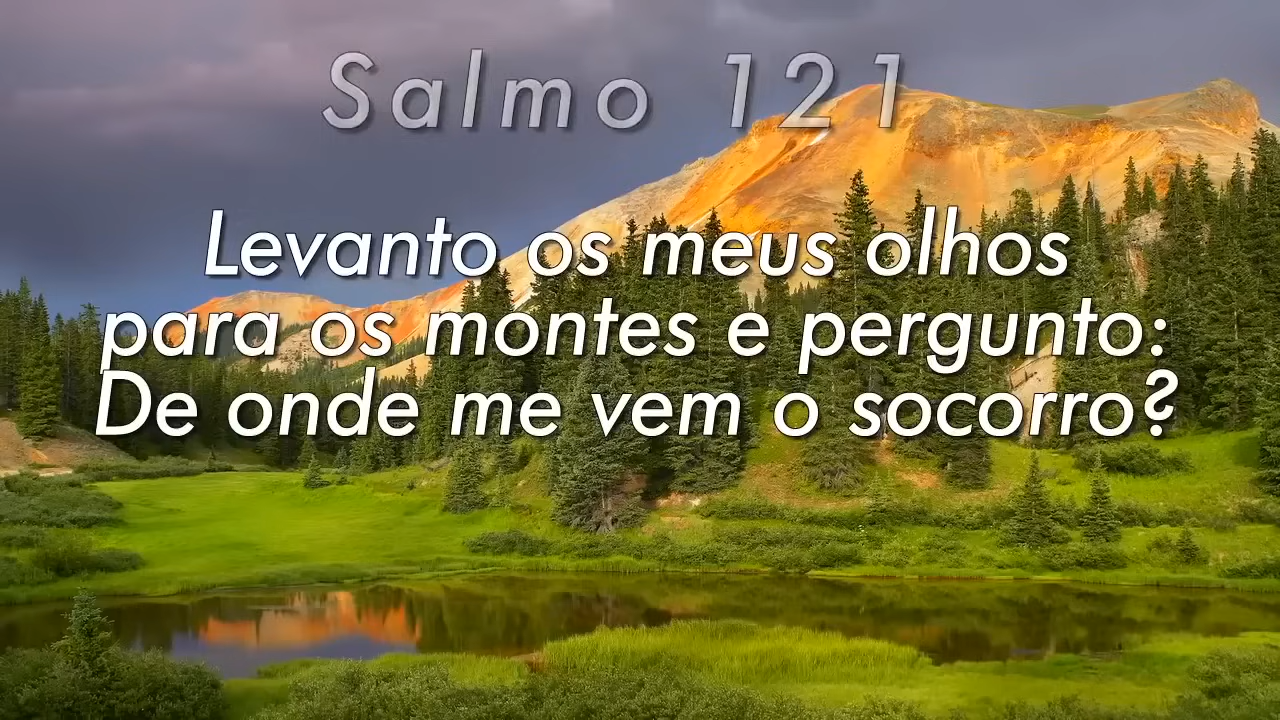 Salmo 121
Levanto os meus olhos
para os montes e pergunto:
De onde me vem o socorro?